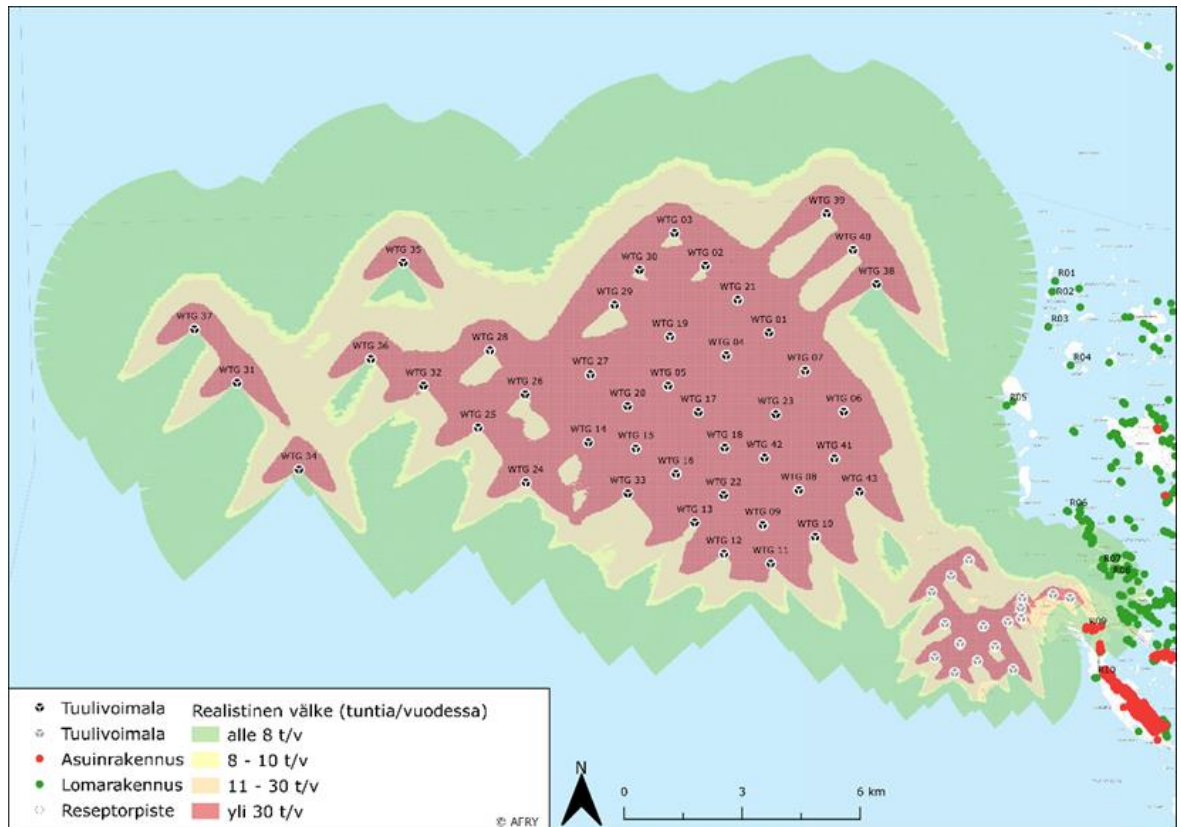 WTG 39
WTG 03
WTG 40
WTG 35
WTG 30
WTG 02
WTG 38
R01
R02
WTG 21
WTG 29
R03
WTG 37
WTG 01
WTG 19
WTG 28
WTG 04
R04
WTG 36
WTG 07
WTG 27
WTG 31
WTG 32
WTG 05
WTG 26
R05
WTG 20
WTG 17
WTG 23
WTG 06
WTG 25
WTG 14
WTG 15
WTG 18
WTG 42
WTG 41
WTG 34
WTG 16
WTG 24
WTG 33
WTG 22
WTG 08
WTG 43
R06
WTG 13
WTG 09
WTG 10
WTG 12
WTG 11
R07
R08
R09
R10
Tuulivoimala
Tuulivoimala
Asuinrakennus
Lomarakennus
Reseptorpiste
Realistinen välke (tuntia/vuodessa)
alle 8 t/v
8 - 10 t/v
11 - 30 t/v
yli 30 t/v
© AFRY
N
0 3 6 km